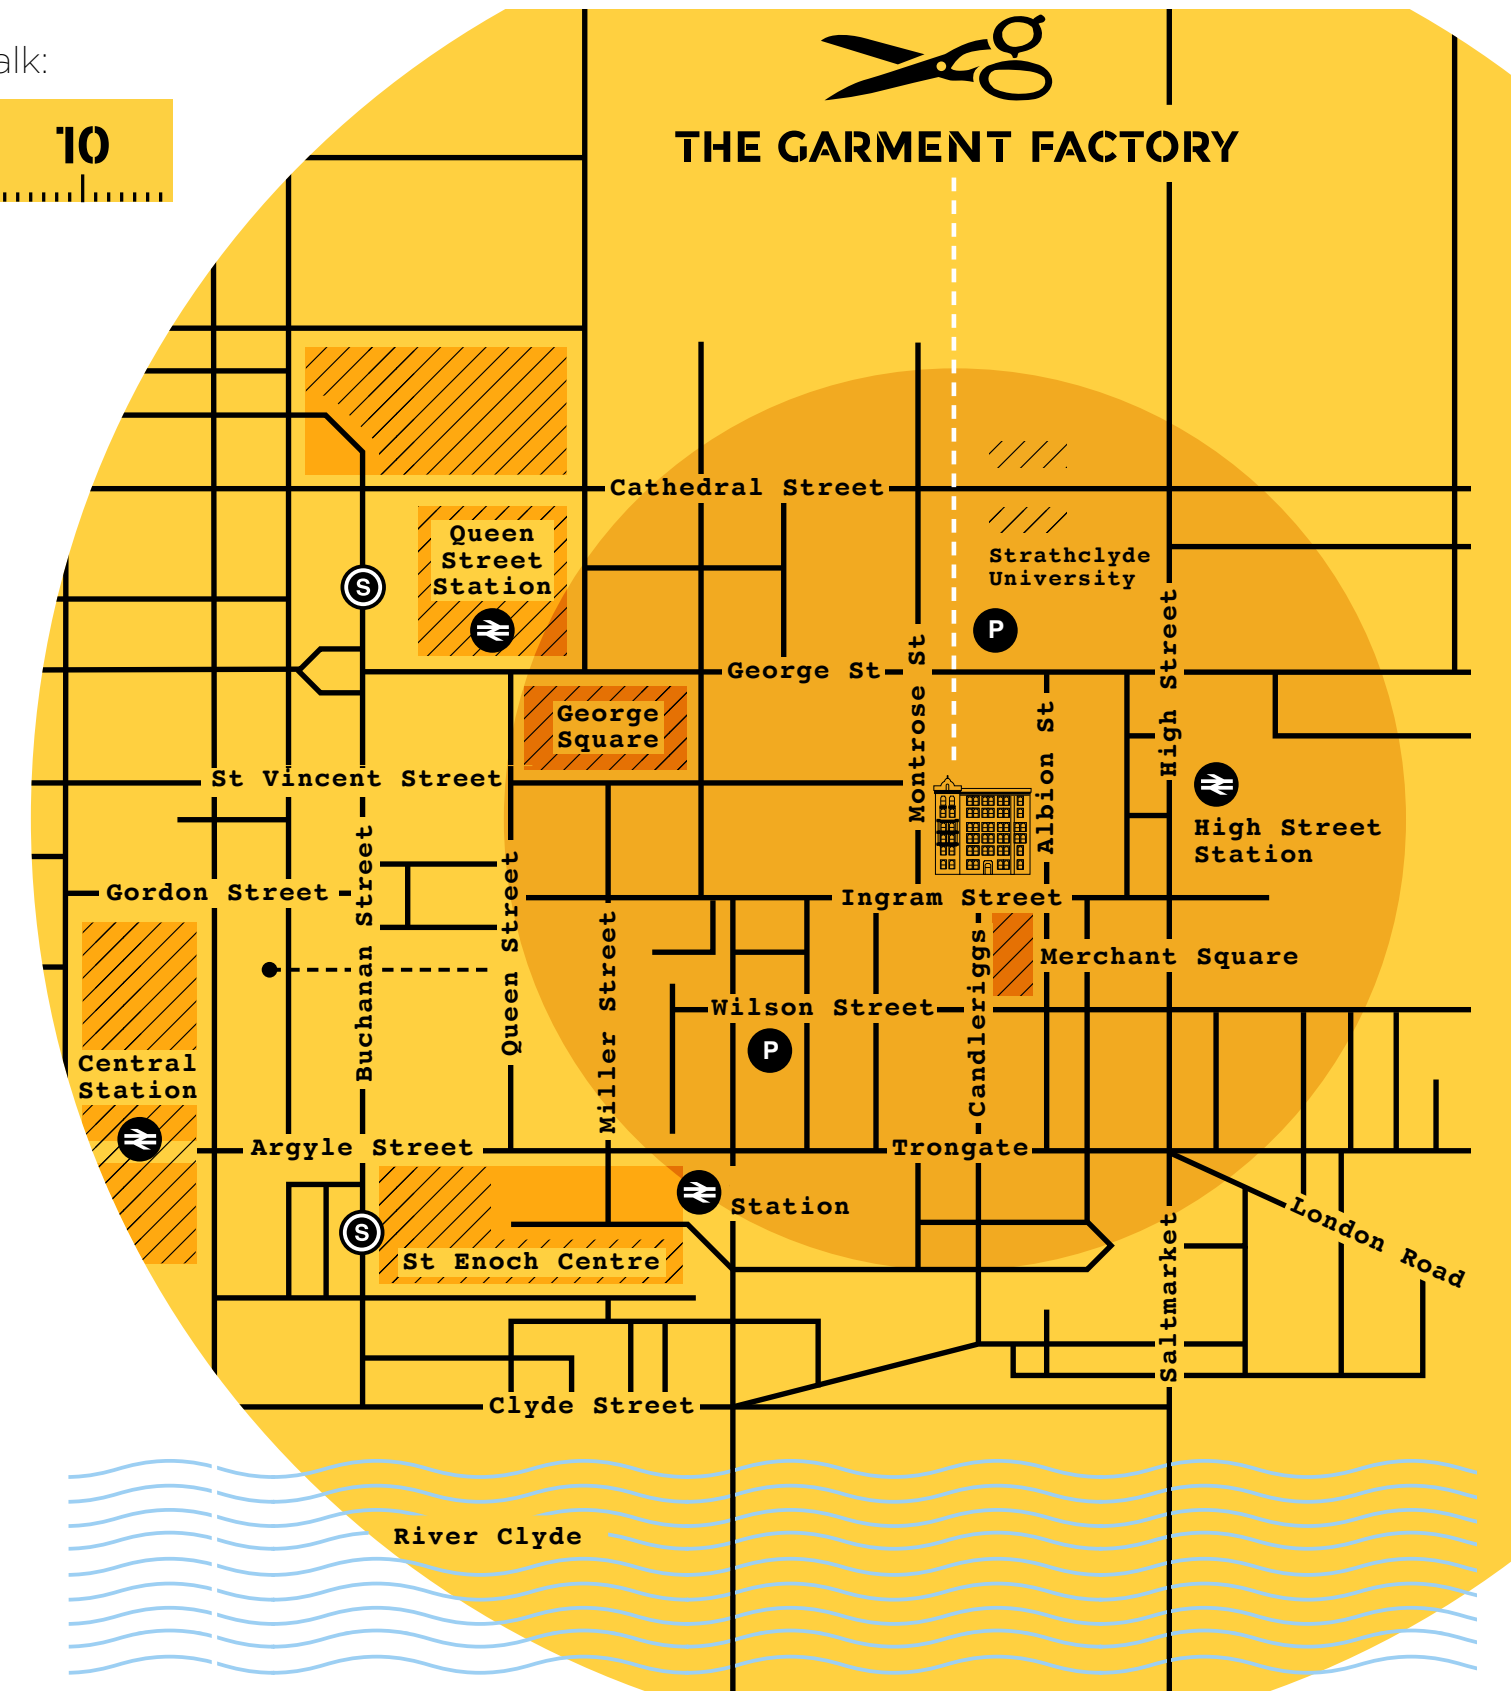 alk:
10
THE GARMENT FACTORY
Cathedral Street
Queen
Street
Station
Strathclyde
University
S
P
George St
Montrose St
High Street
George
Square
St Vincent Street
Albion St
High Street
Station
Buchanan Street
Gordon Street
Queen Street
Ingram Street
Miller Street
Candleriggs
Merchant Square
Wilson Street
P
Central
Station
Argyle Street
Trongate
Station
S
St Enoch Centre
London Road
Saltmarket
Clyde Street
River Clyde